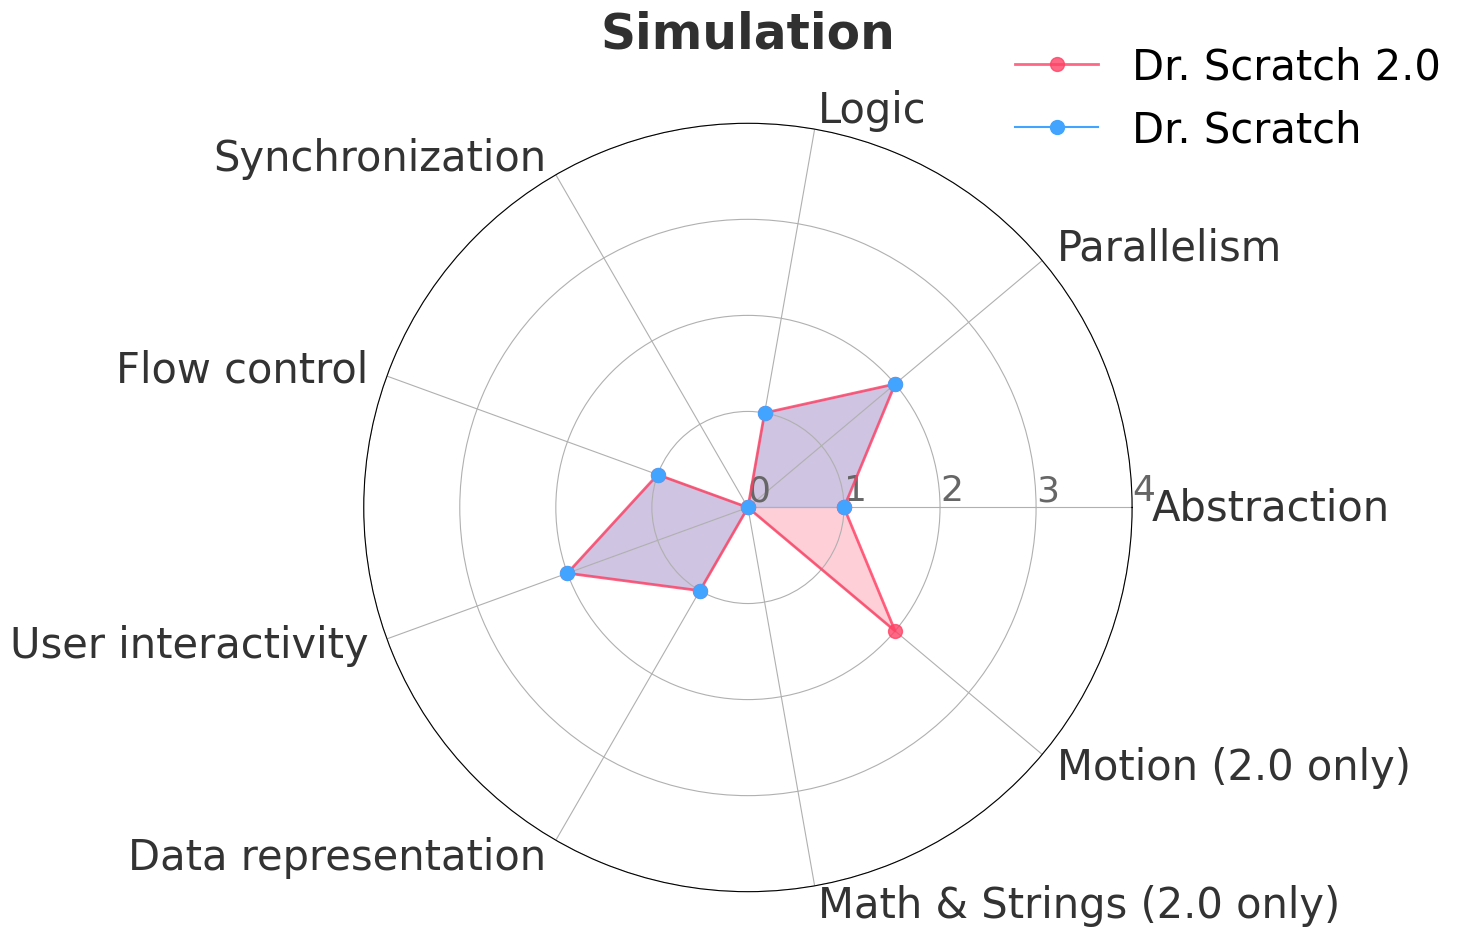 Simulation
Dr. Scratch 2.0
Dr. Scratch
Logic
Synchronization
Parallelism
Flow control
0 1 2 3 4
Abstraction
User interactivity
Motion (2.0 only)
Data representation
Math & Strings (2.0 only)